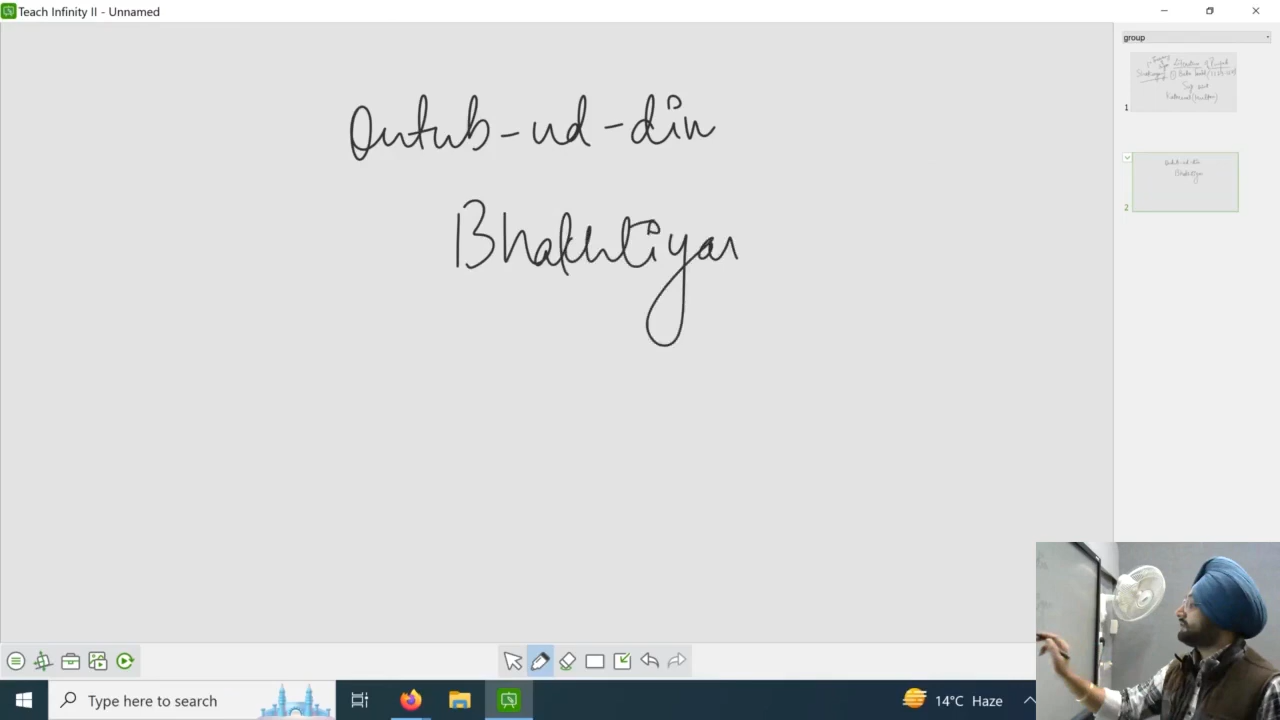 Teach Infinity II - Unnamed
group
Qutub-ud-din
Bhakhtiyar
1
2
Type here to search
14°C Haze